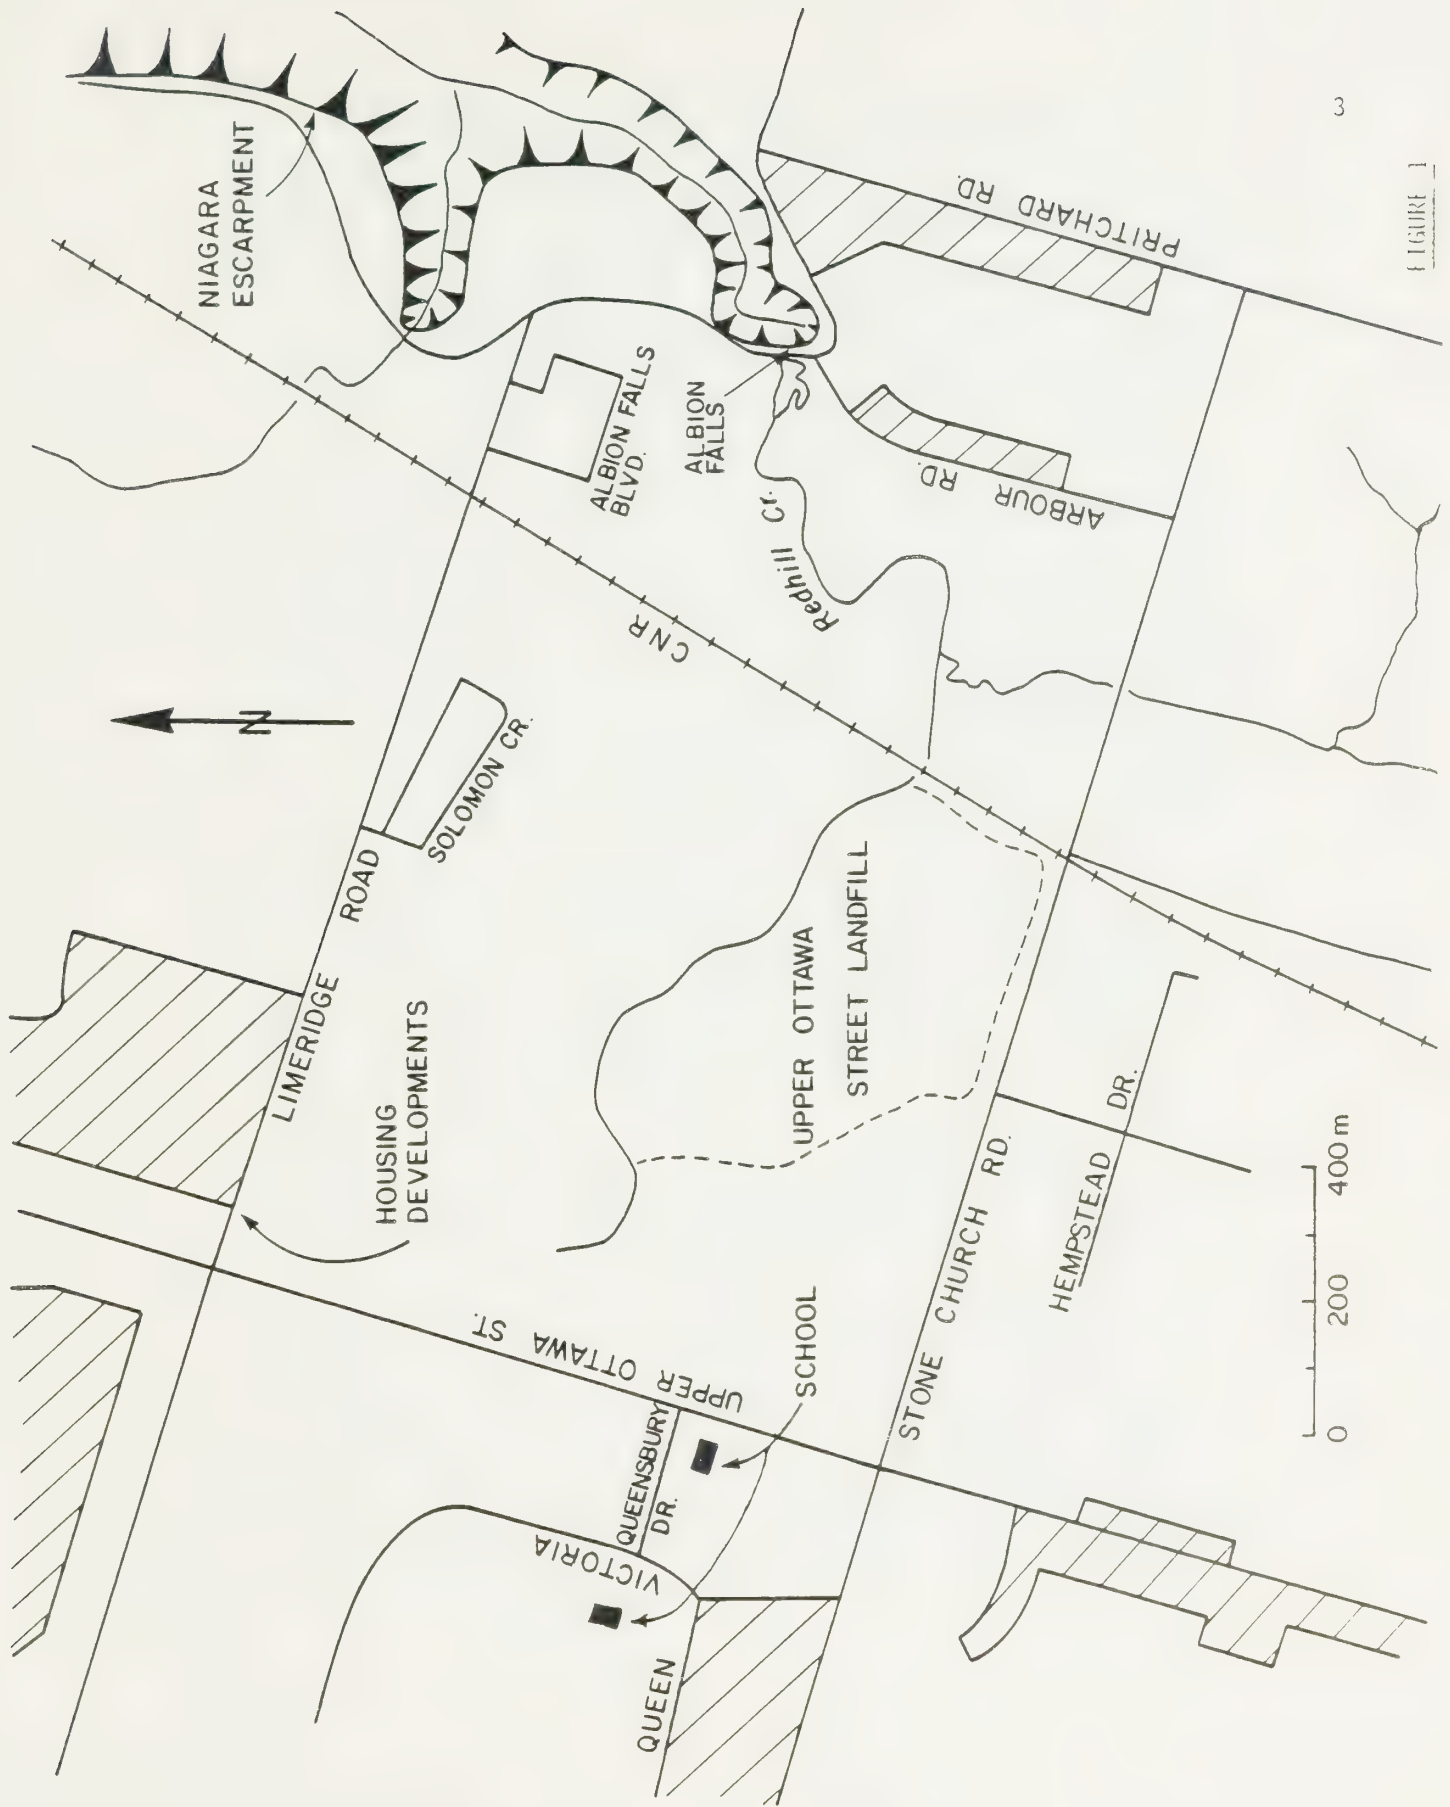 3
FIGURE 1
NIAGARA
ESCARPMENT
PRITCHARD RD.
ALBION FALLS
BLVD.
ALBION
FALLS
ARBOUR RD.
Redhill Cr.
CNR
N
SOLOMON CR.
LIMERIDGE ROAD
HOUSING
DEVELOPMENTS
UPPER OTTAWA
STREET LANDFILL
STONE CHURCH RD.
HEMPSTEAD DR.
UPPER OTTAWA ST.
SCHOOL
QUEENSBURY
DR.
QUEEN VICTORIA
0 200 400m